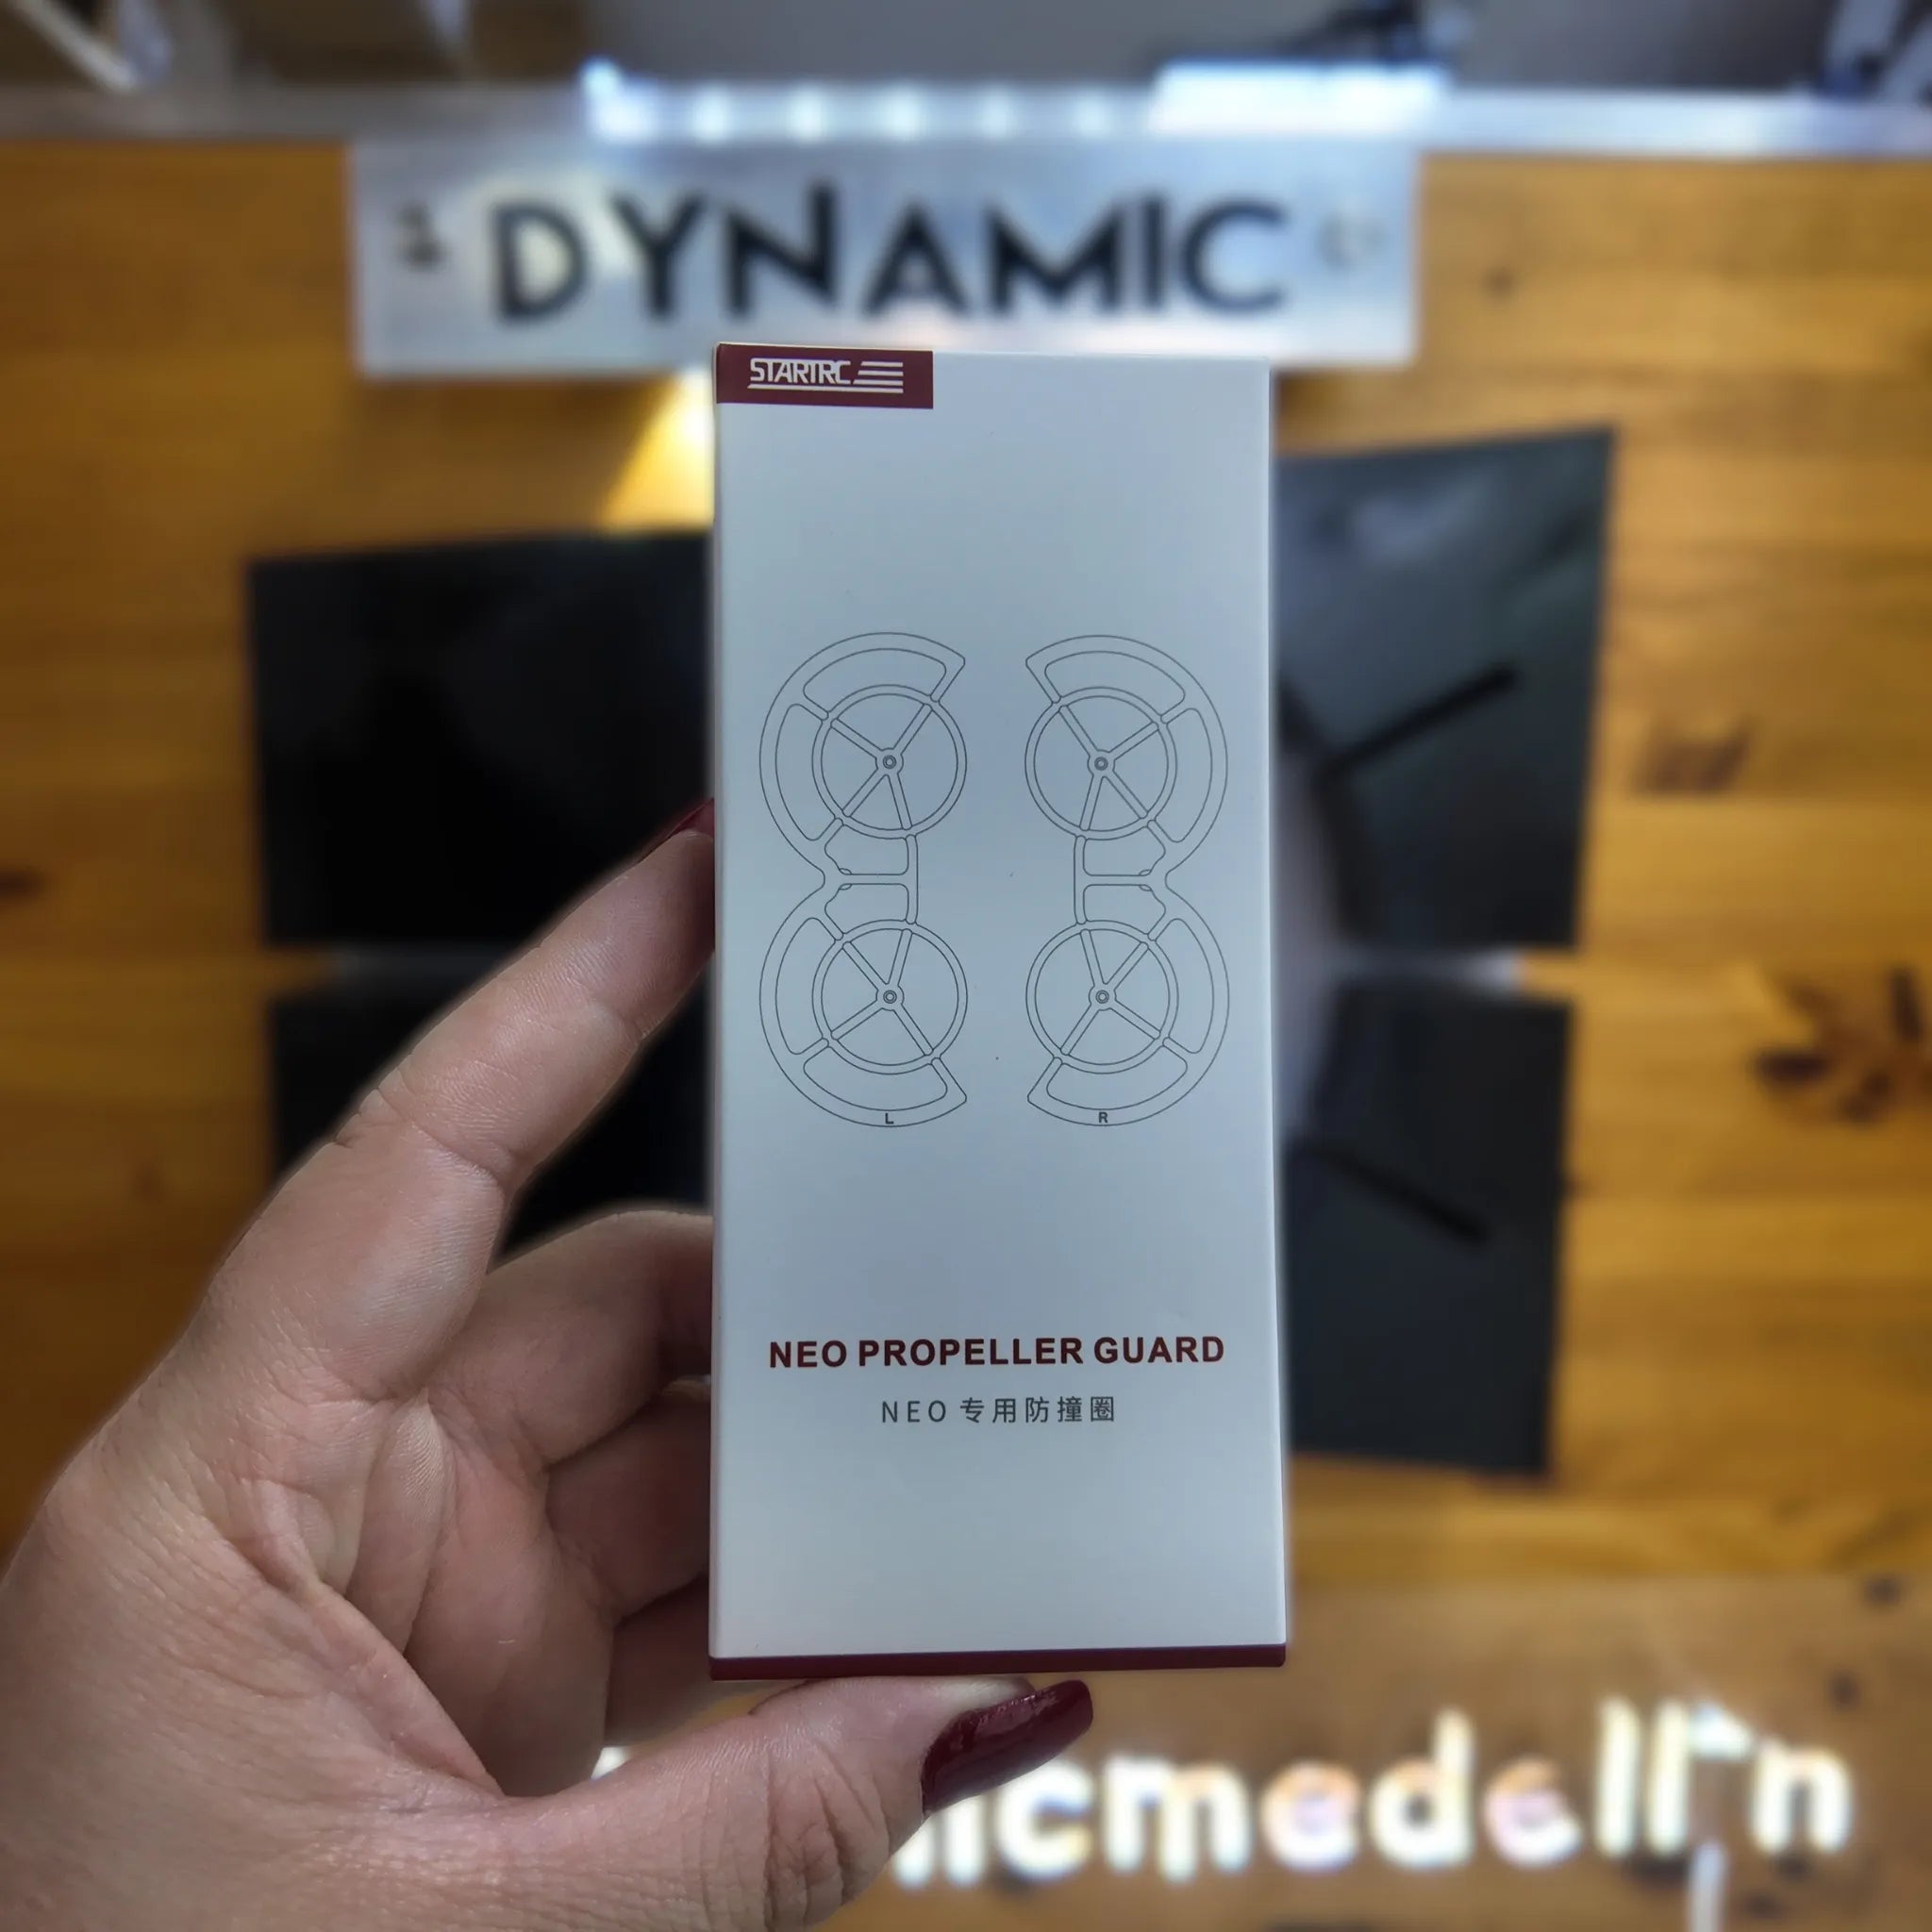 DYNAMIC
STARTRC
L
R
NEO PROPELLER GUARD
NEO 专用防撞圈